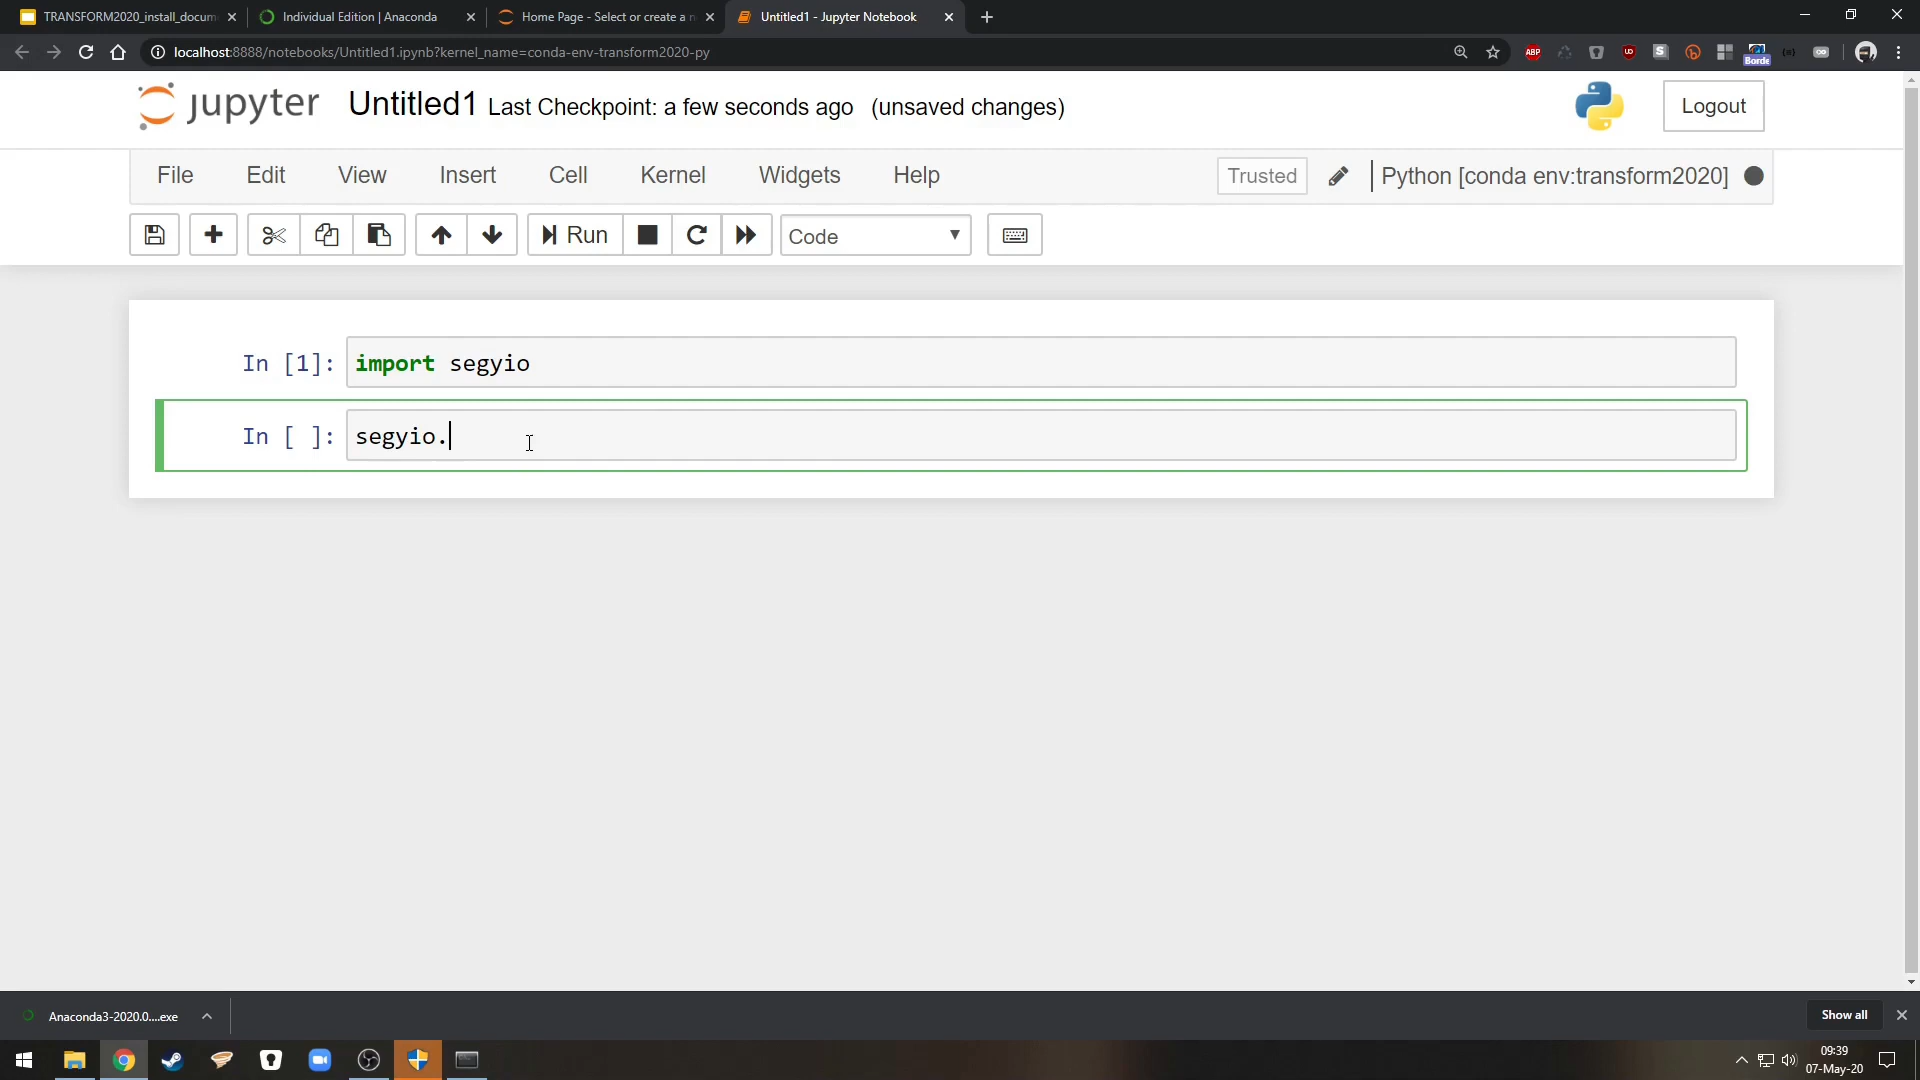 TRANSFORM2020_install_docum
Individual Edition | Anaconda
Home Page - Select or create a n
Untitled1 - Jupyter Notebook
localhost:8888/notebooks/Untitled1.ipynb?kernel_name=conda-env-transform2020-py
ABP
UD
S
b
Borde
jupyter Untitled1 Last Checkpoint: a few seconds ago (unsaved changes)
Logout
File Edit View Insert Cell Kernel Widgets Help
Trusted
Python [conda env:transform2020]
Run
Code
In [1]: import segyio
In [ ]: segyio.
Anaconda3-2020.0....exe
Show all
09:39
07-May-20